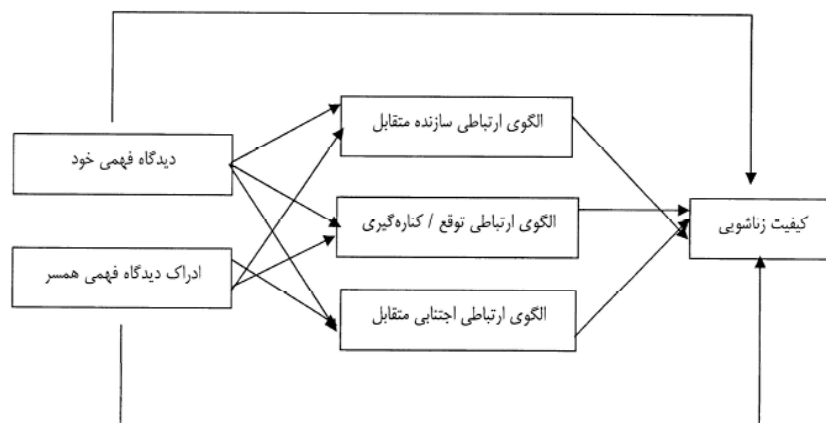 الگوی ارتباطی سازنده متقابل
دیدگاه فهمی خود
الگوی ارتباطی توقع / کناره‌گیری
کیفیت زناشویی
ادراک دیدگاه فهمی همسر
الگوی ارتباطی اجتنابی متقابل